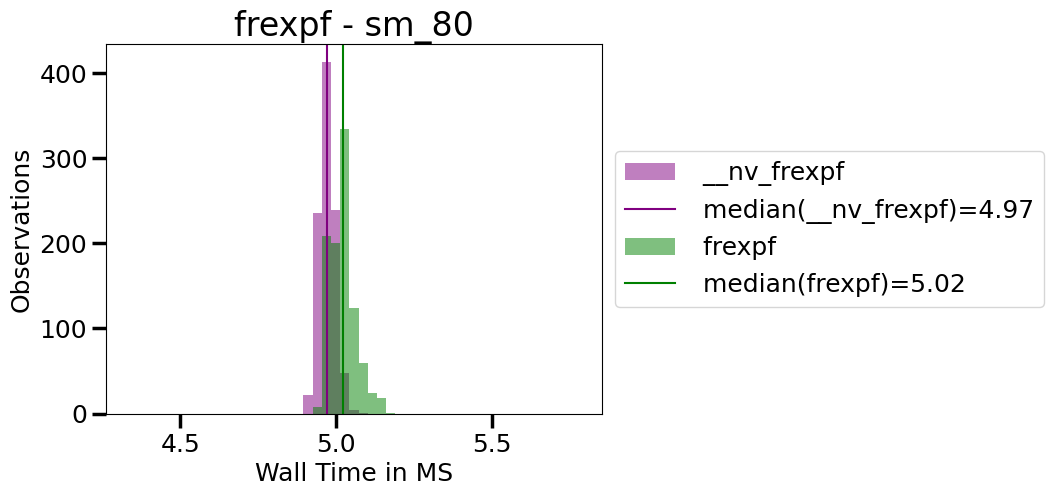 frexpf - sm_80
400
300
200
100
0
Observations
4.5
5.0
5.5
Wall Time in MS
__nv_frexpf
median(__nv_frexpf)=4.97
frexpf
median(frexpf)=5.02